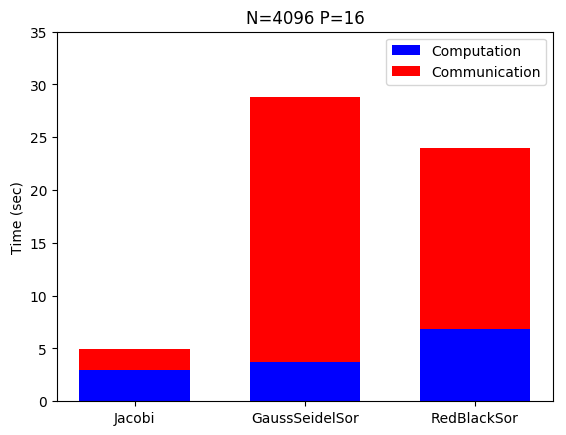 N=4096 P=16
Computation
Communication
Time (sec)
35
30
25
20
15
10
5
0
Jacobi
GaussSeidelSor
RedBlackSor